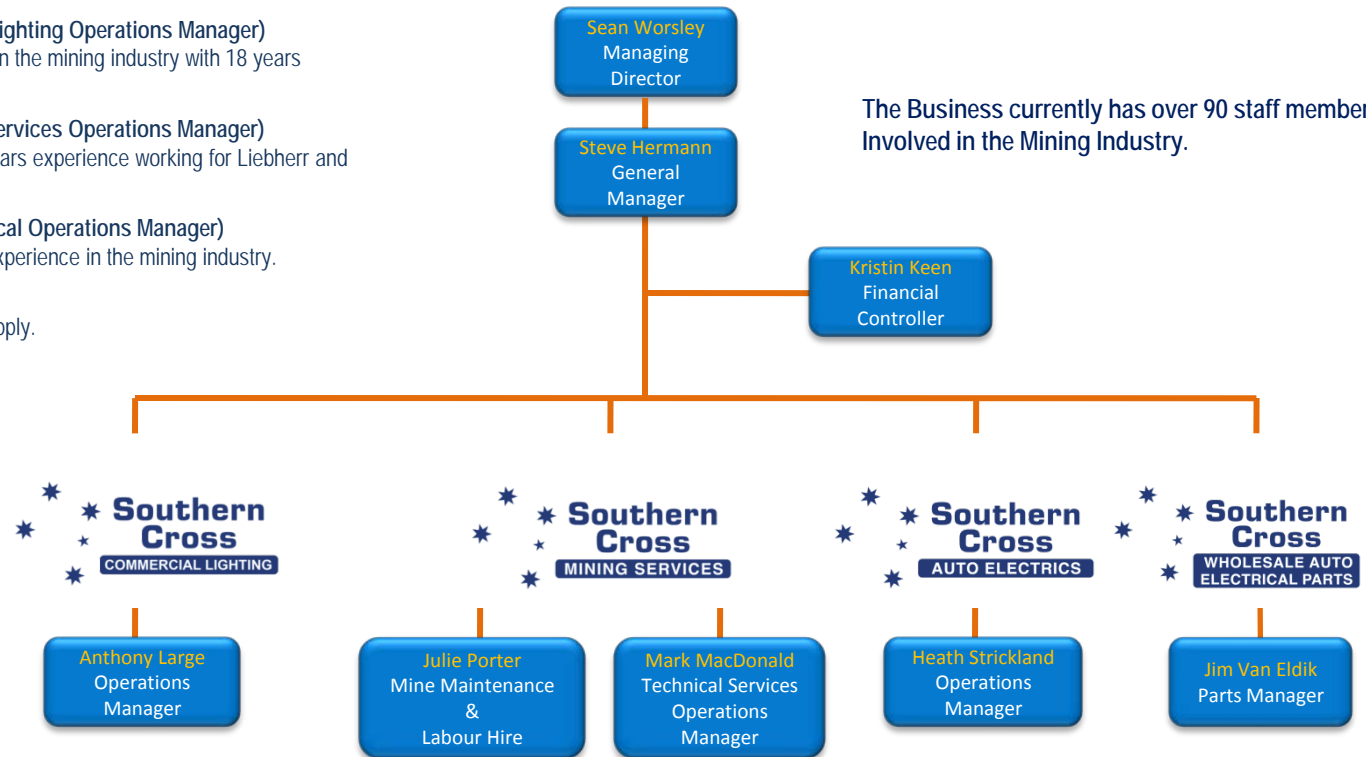 ighting Operations Manager)
n the mining industry with 18 years
ervices Operations Manager)
ars experience working for Liebherr and
cal Operations Manager)
xperience in the mining industry.
pply.
Sean Worsley
Managing
Director
The Business currently has over 90 staff member
Involved in the Mining Industry.
Steve Hermann
General
Manager
Kristin Keen
Financial
Controller
Southern
Cross
COMMERCIAL LIGHTING
Southern
Cross
MINING SERVICES
Southern
Cross
AUTO ELECTRICS
Southern
Cross
WHOLESALE AUTO
ELECTRICAL PARTS
Anthony Large
Operations
Manager
Julie Porter
Mine Maintenance
&
Labour Hire
Mark MacDonald
Technical Services
Operations
Manager
Heath Strickland
Operations
Manager
Jim Van Eldik
Parts Manager